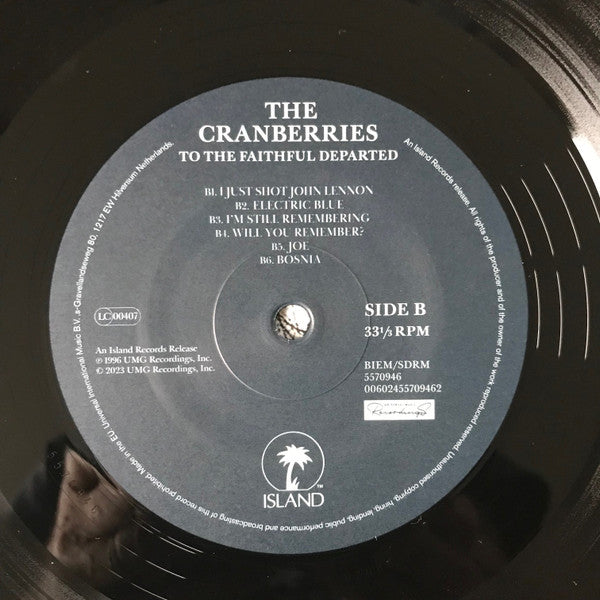 THE
CRANBERRIES
TO THE FAITHFUL DEPARTED
B1. I JUST SHOT JOHN LENNON
B2. ELECTRIC BLUE
B3. I'M STILL REMEMBERING
B4. WILL YOU REMEMBER?
B5. JOE
B6. BOSNIA
LC 00407
SIDE B
33⅓ RPM
An Island Records Release
℗ 1996 UMG Recordings, Inc.
© 2023 UMG Recordings, Inc.
BIEM/SDRM
5570946
00602455709462
Recordings
ISLAND™
An Island Records release. All rights of the producer and of the owner of the work reproduced reserved. Unauthorised copying, hiring, lending, public performance and broadcasting of the record prohibited. Made in the EU. Universal International Music B.V., 's-Gravelandseweg 80, 1217 EW Hilversum Netherlands.